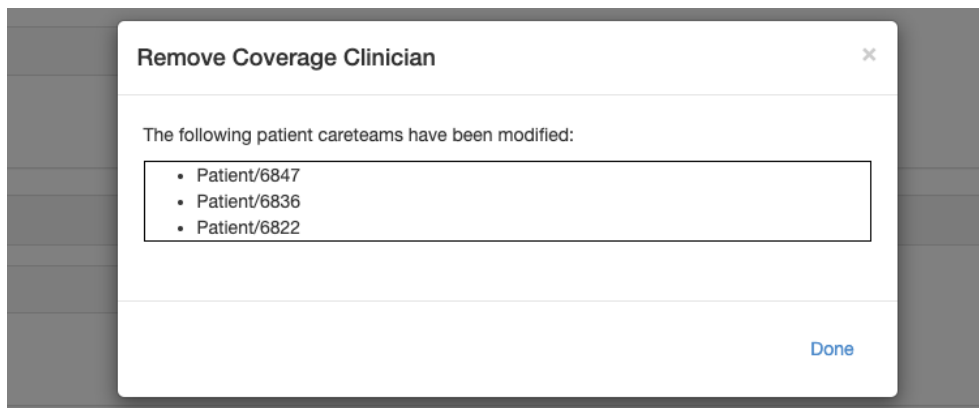 Remove Coverage Clinician
×
The following patient careteams have been modified:
• Patient/6847
• Patient/6836
• Patient/6822
Done